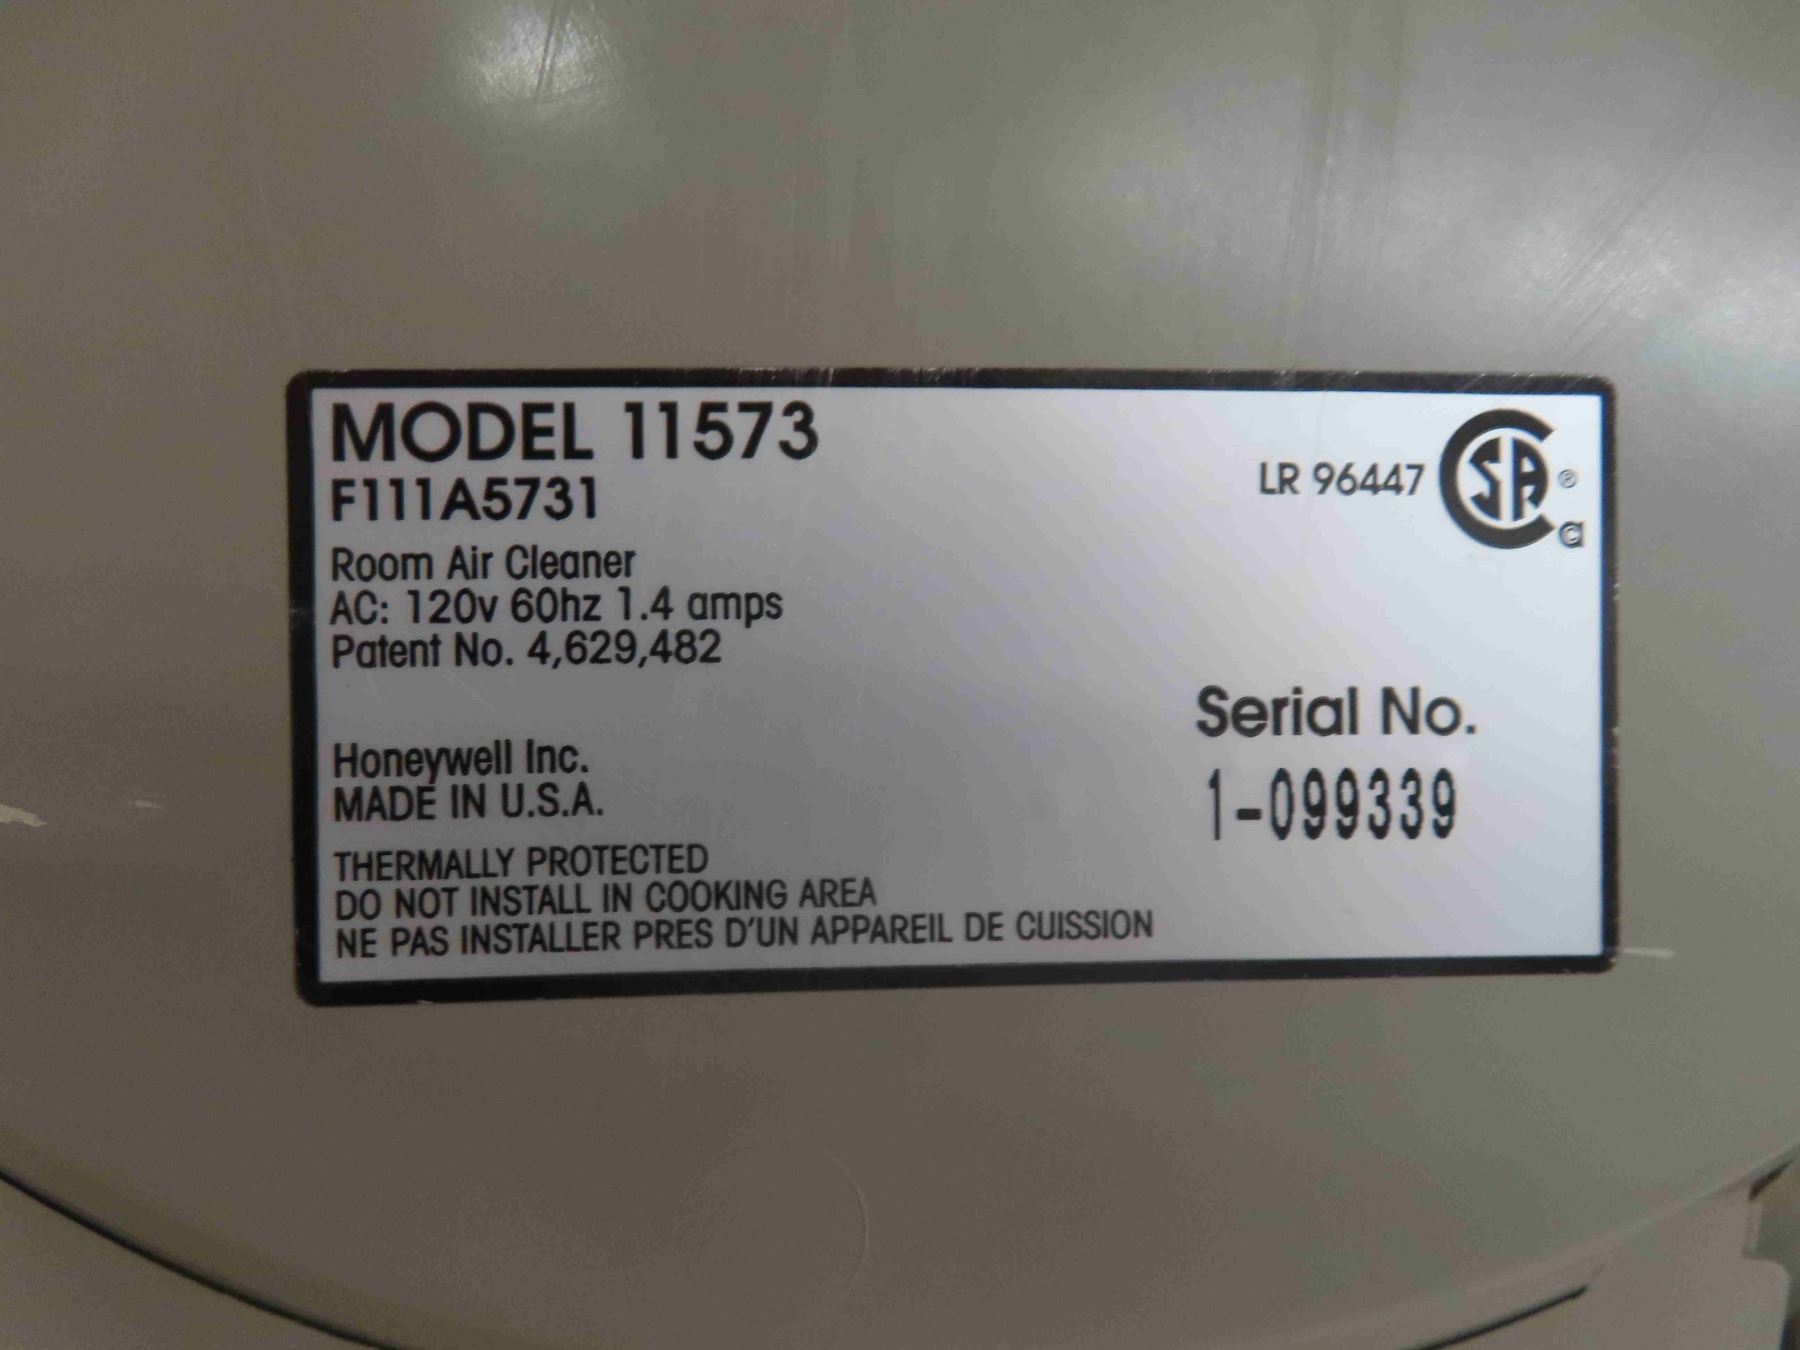 MODEL 11573
F111A5731
Room Air Cleaner
AC: 120v 60hz 1.4 amps
Patent No. 4,629,482
LR 96447
CSA ®
Serial No.
1-099339
Honeywell Inc.
MADE IN U.S.A.
THERMALLY PROTECTED
DO NOT INSTALL IN COOKING AREA
NE PAS INSTALLER PRES D'UN APPAREIL DE CUISSION